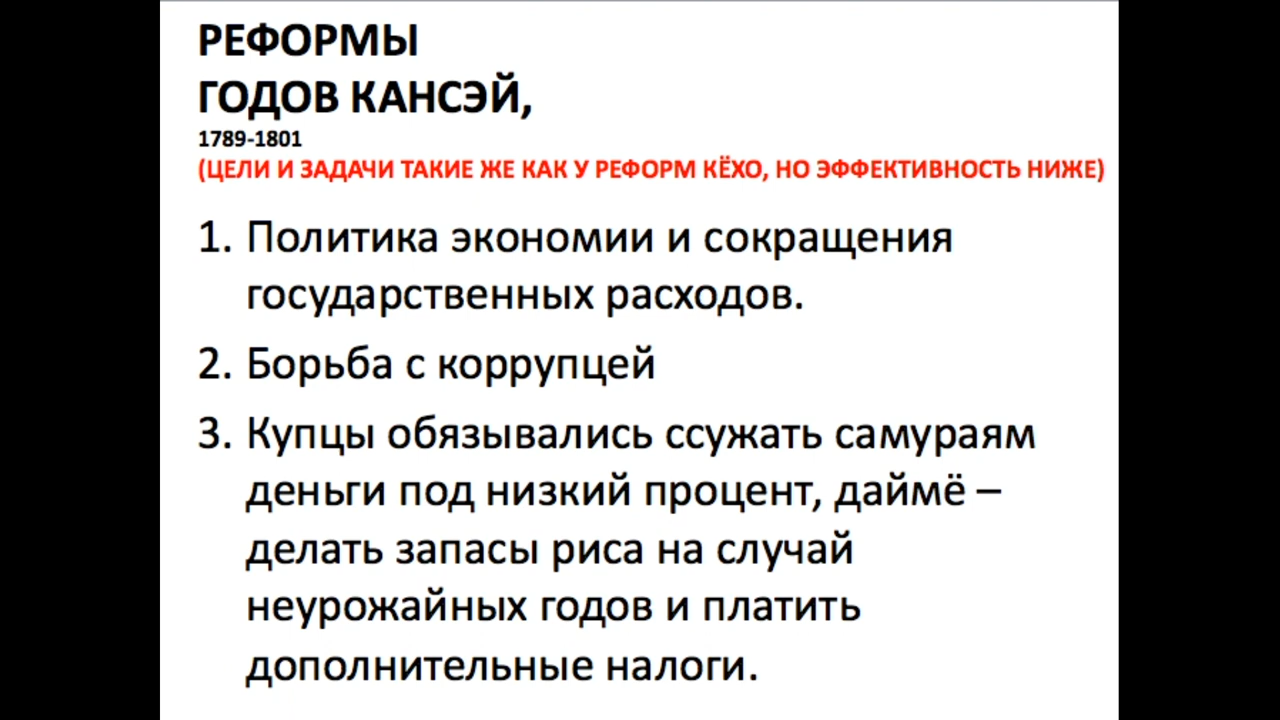 РЕФОРМЫ
ГОДОВ КАНСЭЙ,
1789-1801
(ЦЕЛИ И ЗАДАЧИ ТАКИЕ ЖЕ КАК У РЕФОРМ КЁХО, НО ЭФФЕКТИВНОСТЬ НИЖЕ)
1. Политика экономии и сокращения
государственных расходов.
2. Борьба с коррупцей
3. Купцы обязывались ссужать самураям
деньги под низкий процент, даймё –
делать запасы риса на случай
неурожайных годов и платить
дополнительные налоги.